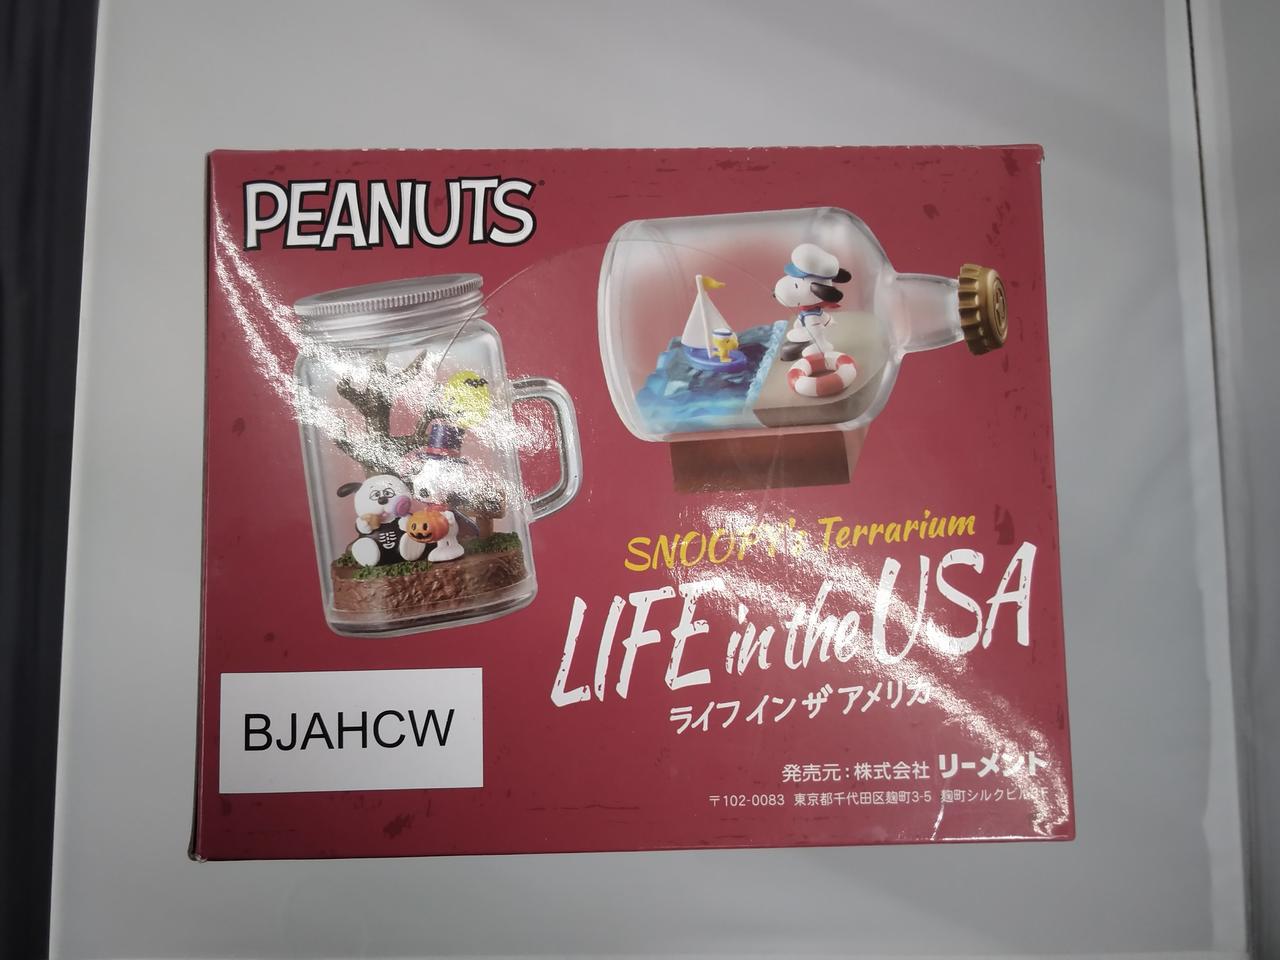 PEANUTS
SNOOPY's Terrarium
LIFE in the USA
ライフ イン ザ アメリカ
BJAHCW
発売元:株式会社 リーメント
〒102-0083 東京都千代田区麹町3-5 麹町シルクビル3F